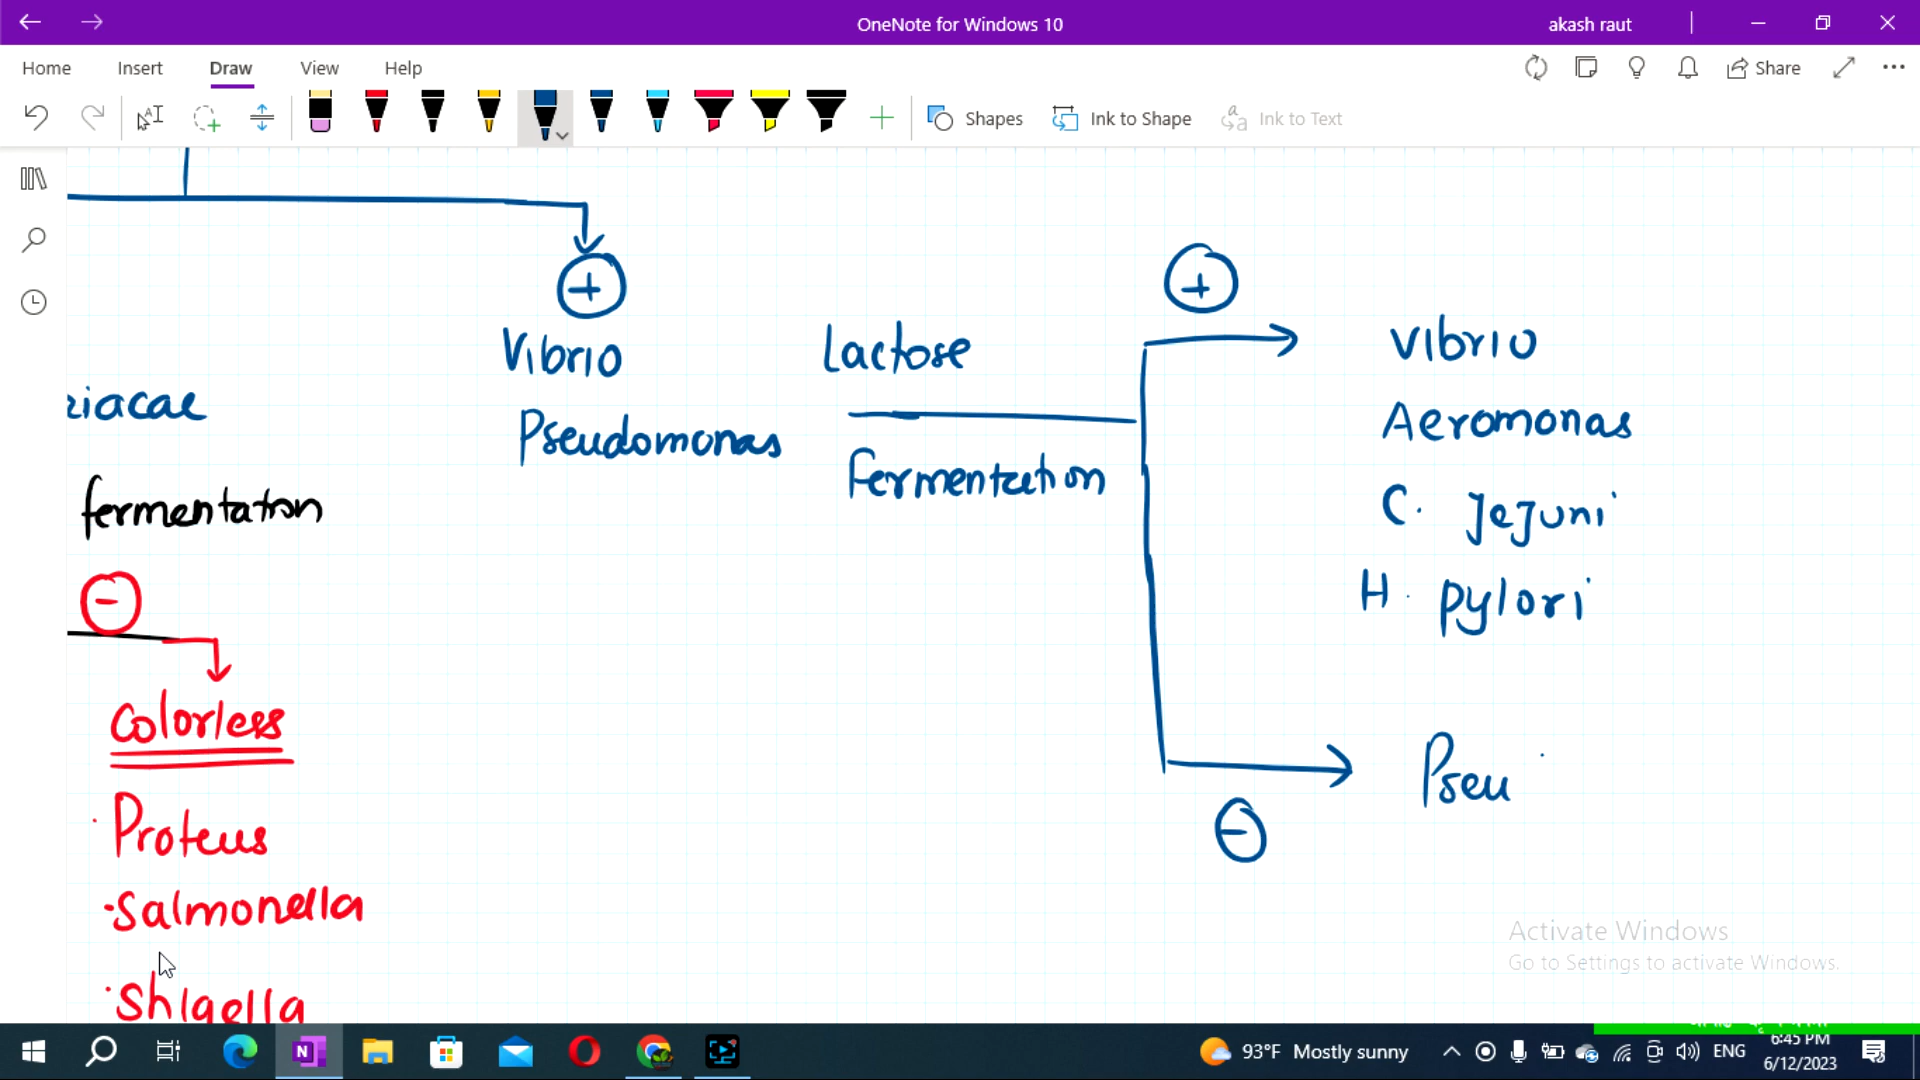 OneNote for Windows 10
akash raut
Home
Insert
Draw
View
Help
Share
Shapes
Ink to Shape
Ink to Text
+
+
Vibrio
Pseudomonas
Lactose
Fermentation
Vibrio
Aeromonas
C. Jejuni
H. pylori
riacae
fermentation
-
Colorless
Proteus
Salmonella
Shigella
Pseu
-
Activate Windows
Go to Settings to activate Windows.
93°F Mostly sunny
ENG
6:45 PM
6/12/2023